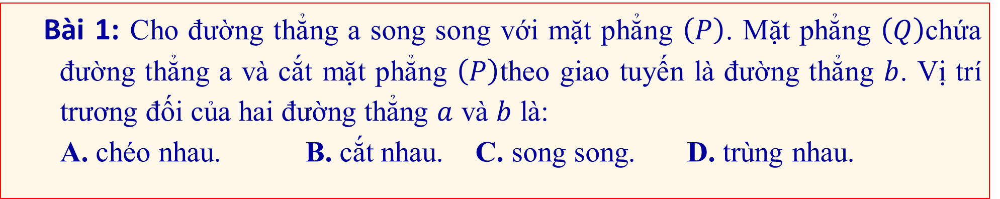 Bài 1: Cho đường thẳng a song song với mặt phẳng (P). Mặt phẳng (Q)chứa
đường thẳng a và cắt mặt phẳng (P)theo giao tuyến là đường thẳng b. Vị trí
trương đối của hai đường thẳng a và b là:
A. chéo nhau. B. cắt nhau. C. song song. D. trùng nhau.